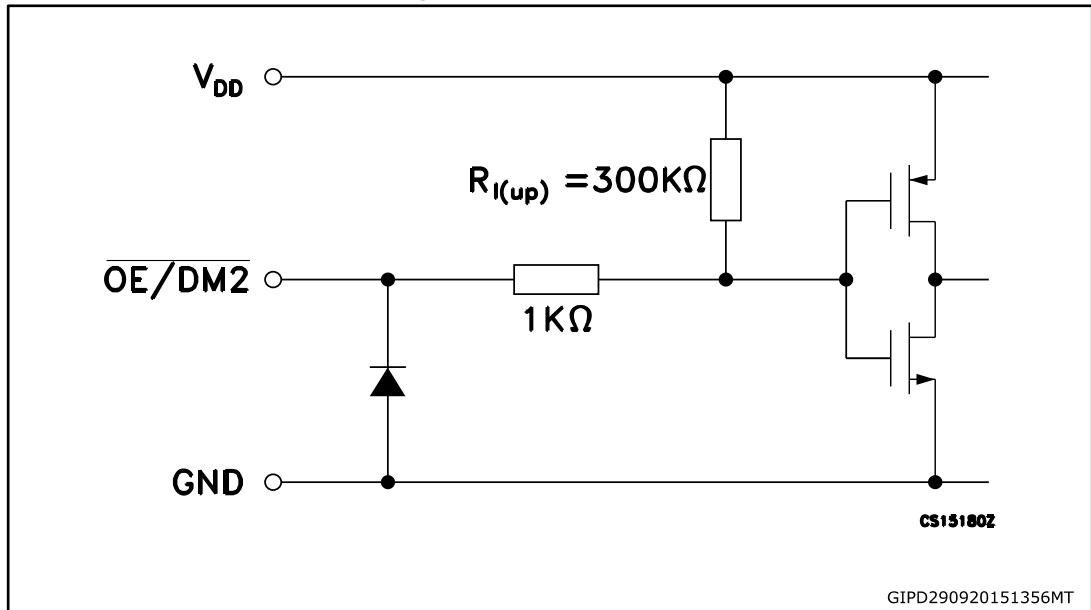 VDD
RI(up) =300KΩ
OE/DM2
1KΩ
GND
CS15180Z
GIPD290920151356MT